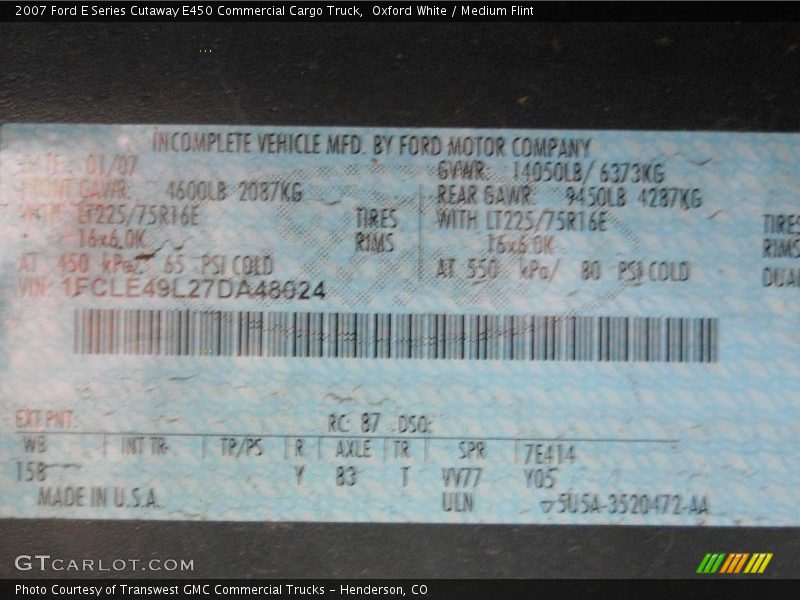 2007 Ford E Series Cutaway E450 Commercial Cargo Truck, Oxford White / Medium Flint
INCOMPLETE VEHICLE MFD. BY FORD MOTOR COMPANY
DATE: 01/07 GVWR: 14050LB/ 6373KG
FRONT GAWR: 4600LB 2087KG REAR GAWR: 9450LB 4287KG
WITH LT225/75R16E TIRES WITH LT225/75R16E TIRES
16x6.0K RIMS 16x6.0K RIMS
AT 450 kPa/ 65 PSI COLD AT 550 kPa/ 80 PSI COLD DUAL
VIN: 1FCLE49L27DA48024
EXT PNT: RC: 87 DSO:
WB INT TR TP/PS R AXLE TR SPR 7E414
158 Y 83 T VV77 Y05
MADE IN U.S.A. ULN ▽5U5A-3520472-AA
GTCARLOT.COM
Photo Courtesy of Transwest GMC Commercial Trucks - Henderson, CO